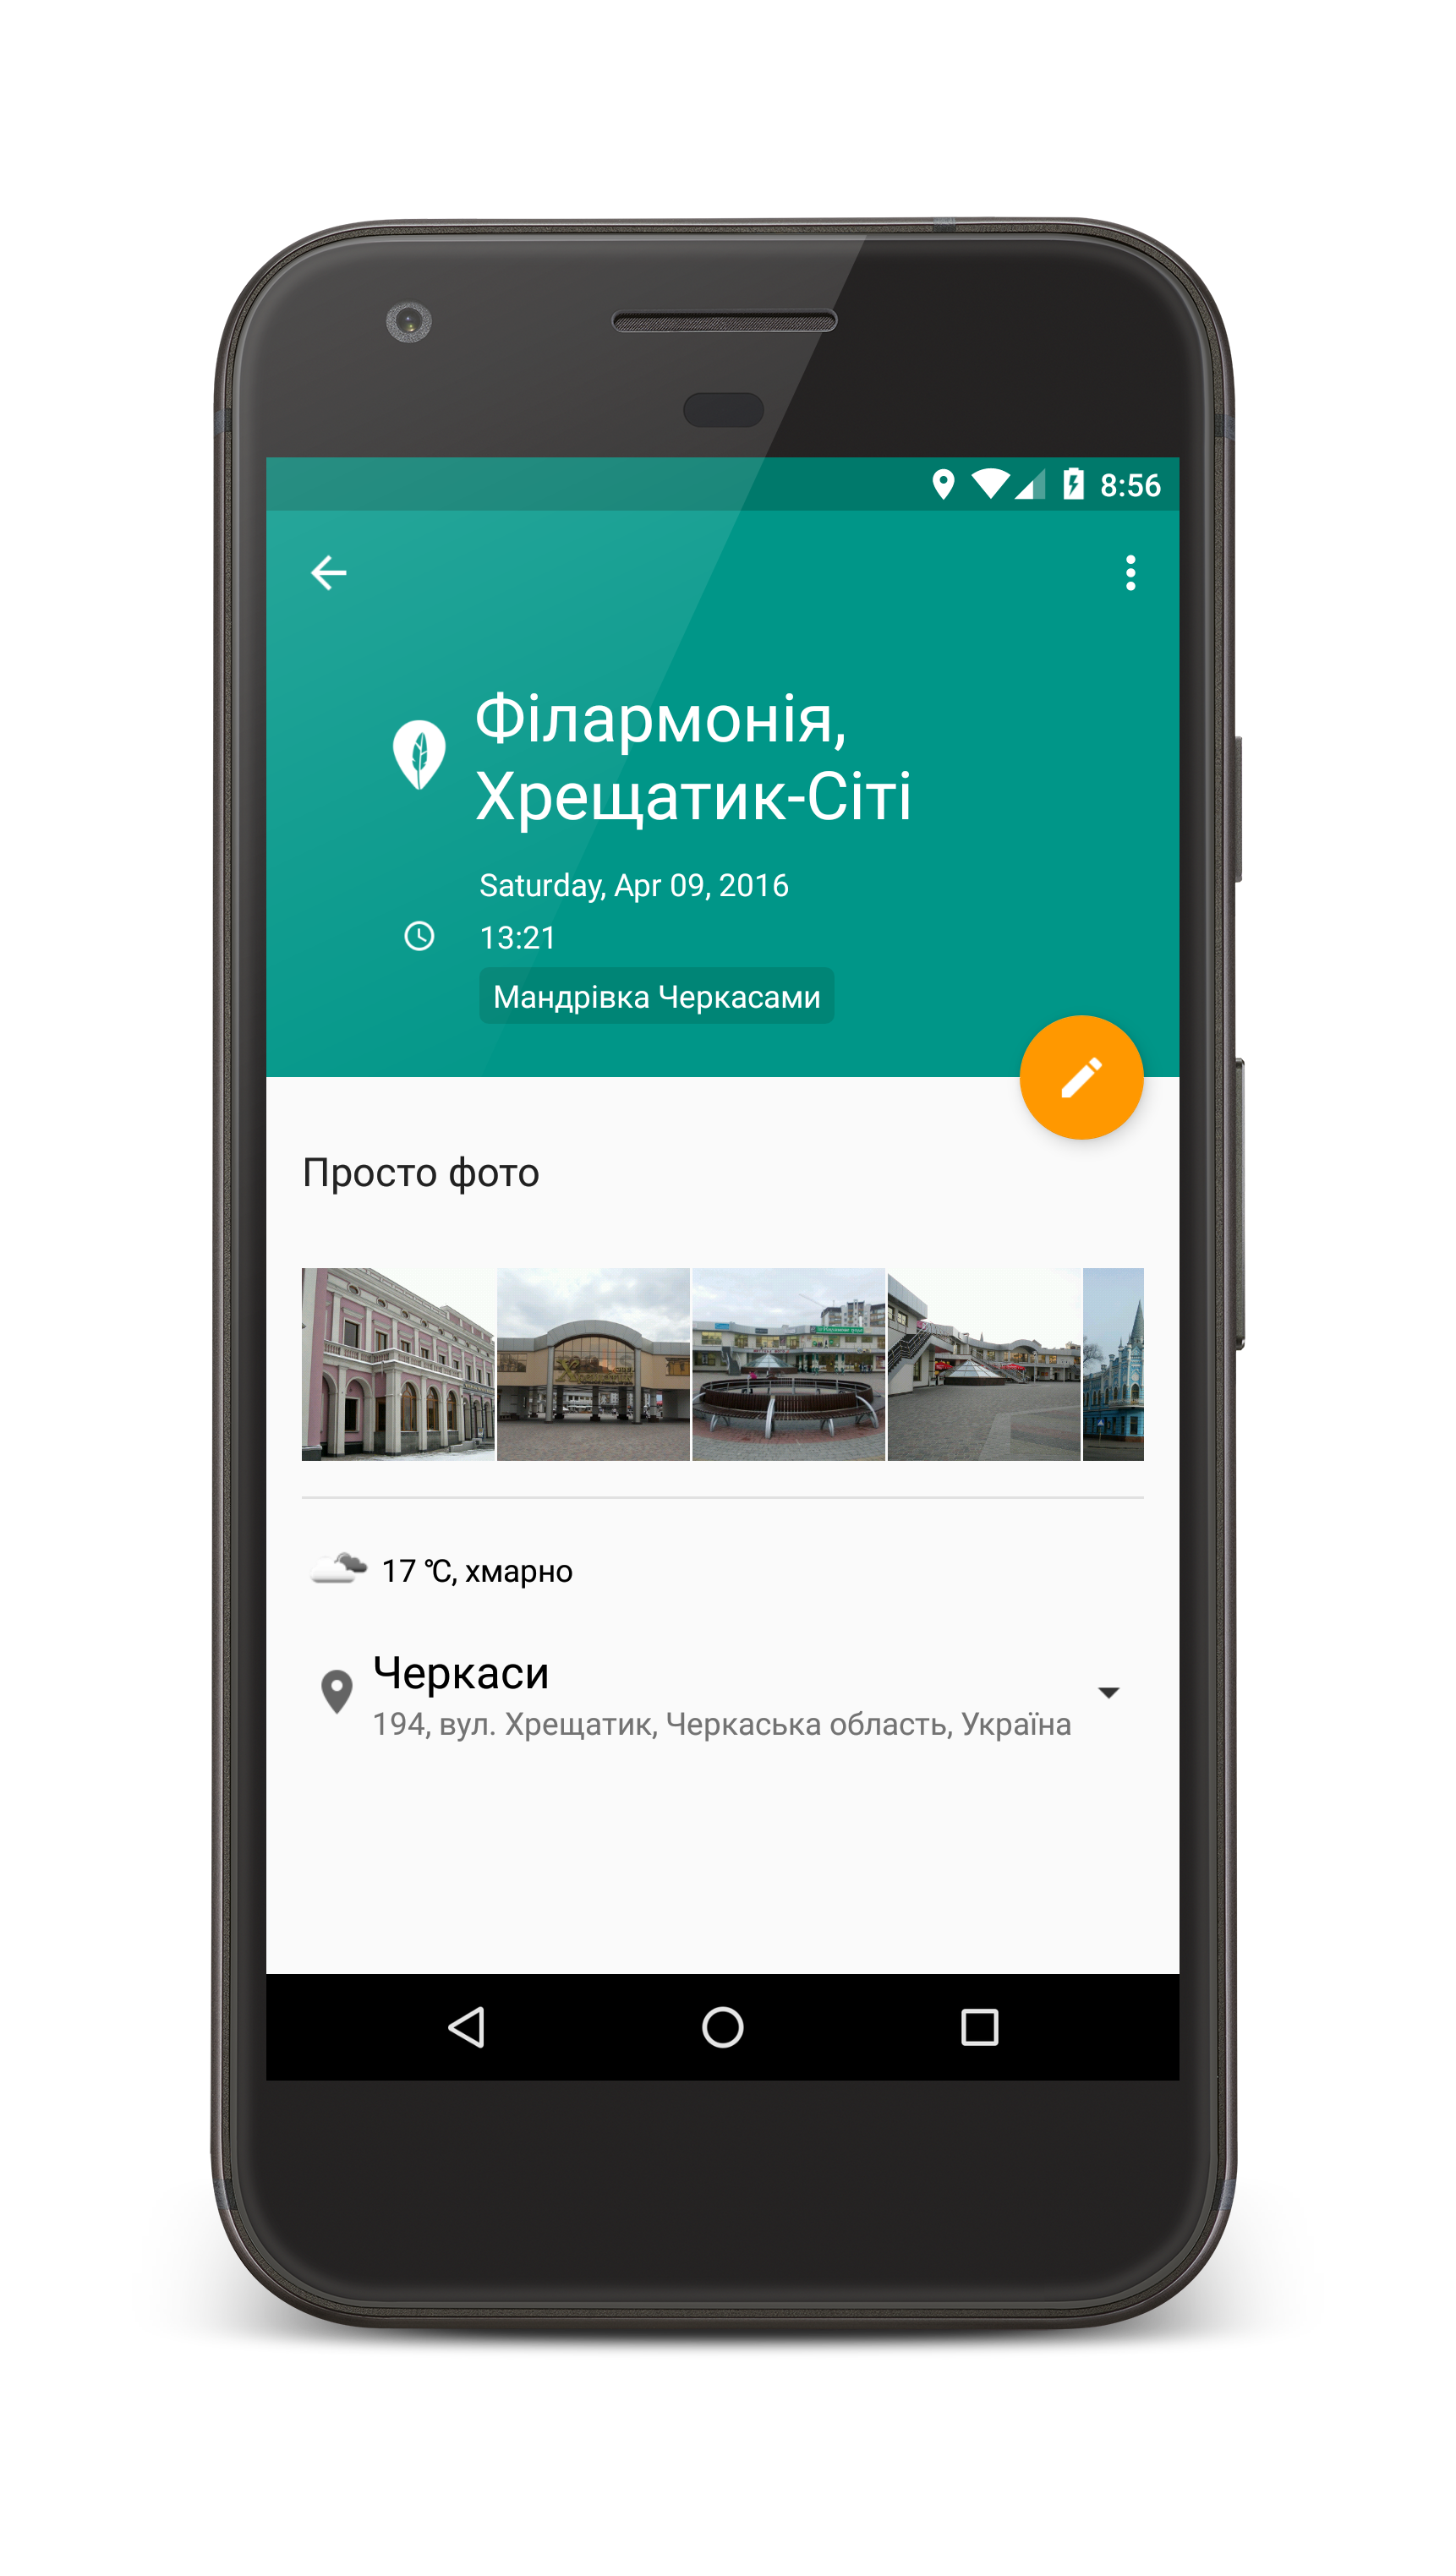 8:56
Філармонія,
Хрещатик-Сіті
Saturday, Apr 09, 2016
13:21
Мандрівка Черкасами
Просто фото
17 ℃, хмарно
Черкаси
194, вул. Хрещатик, Черкаська область, Україна